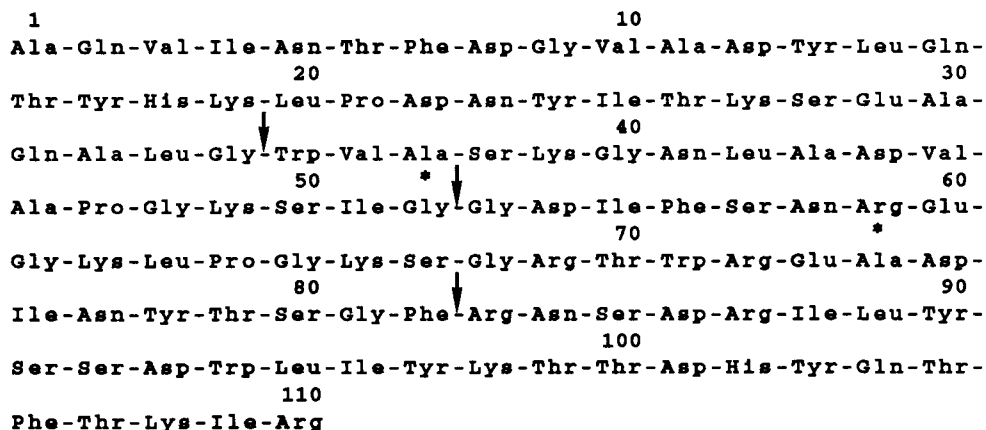 1 10
Ala-Gln-Val-Ile-Asn-Thr-Phe-Asp-Gly-Val-Ala-Asp-Tyr-Leu-Gln-
20 30
Thr-Tyr-His-Lys-Leu-Pro-Asp-Asn-Tyr-Ile-Thr-Lys-Ser-Glu-Ala-
40
Gln-Ala-Leu-Gly-Trp-Val-Ala-Ser-Lys-Gly-Asn-Leu-Ala-Asp-Val-
50 * 60
Ala-Pro-Gly-Lys-Ser-Ile-Gly-Gly-Asp-Ile-Phe-Ser-Asn-Arg-Glu-
70 *
Gly-Lys-Leu-Pro-Gly-Lys-Ser-Gly-Arg-Thr-Trp-Arg-Glu-Ala-Asp-
80 90
Ile-Asn-Tyr-Thr-Ser-Gly-Phe-Arg-Asn-Ser-Asp-Arg-Ile-Leu-Tyr-
100
Ser-Ser-Asp-Trp-Leu-Ile-Tyr-Lys-Thr-Thr-Asp-His-Tyr-Gln-Thr-
110
Phe-Thr-Lys-Ile-Arg